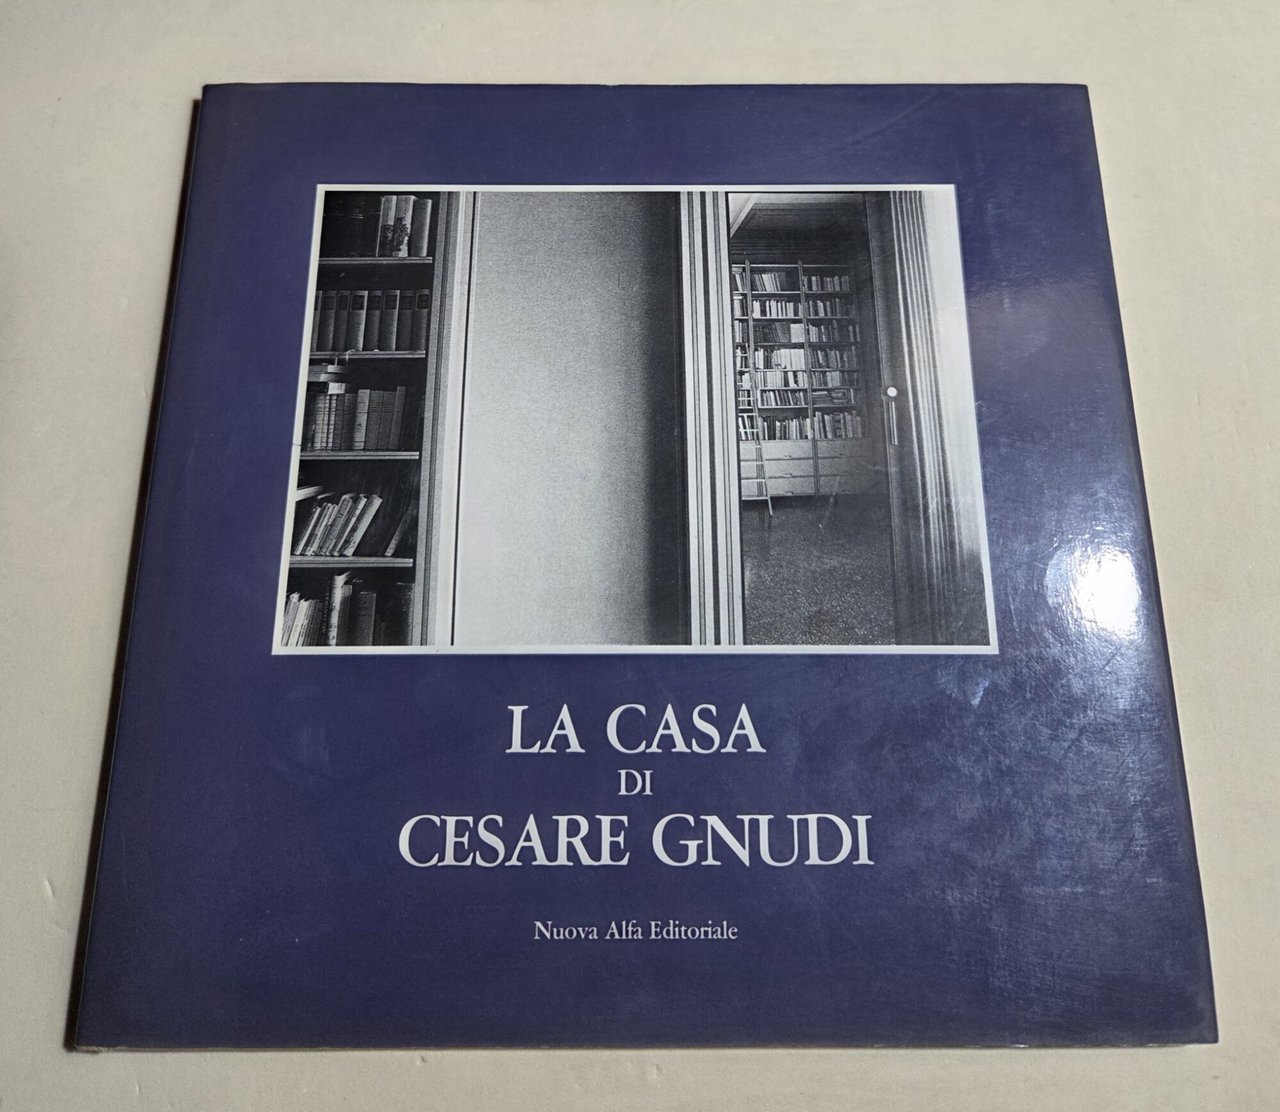 LA CASA
DI
CESARE GNUDI
Nuova Alfa Editoriale